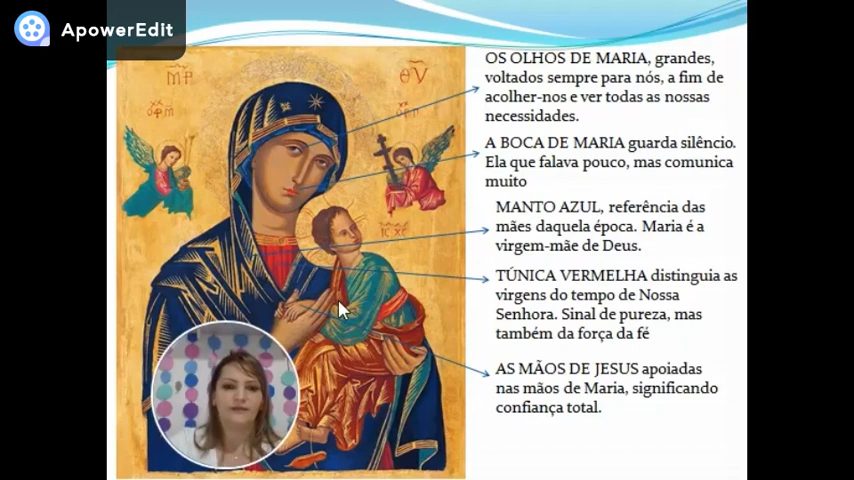 ApowerEdit
OS OLHOS DE MARIA, grandes,
voltados sempre para nós, a fim de
acolher-nos e ver todas as nossas
necessidades.
A BOCA DE MARIA guarda silêncio.
Ela que falava pouco, mas comunica
muito
MANTO AZUL, referência das
mães daquela época. Maria é a
virgem-mãe de Deus.
TÚNICA VERMELHA distinguia as
virgens do tempo de Nossa
Senhora. Sinal de pureza, mas
também da força da fé
AS MÃOS DE JESUS apoiadas
nas mãos de Maria, significando
confiança total.